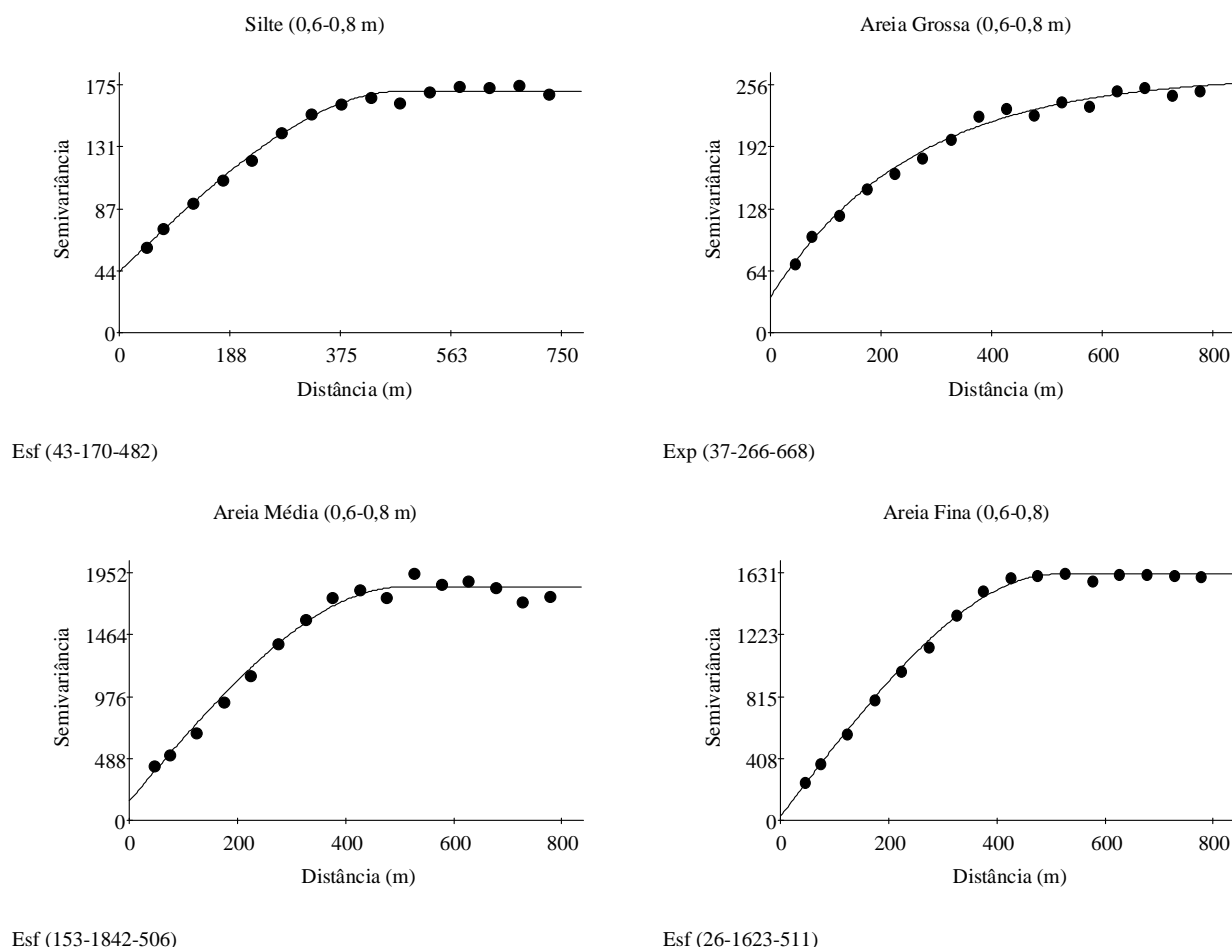 Silte (0,6-0,8 m)
175
131
87
44
0
Semivariância
0 188 375 563 750
Distância (m)
Esf (43-170-482)
Areia Grossa (0,6-0,8 m)
256
192
128
64
0
Semivariância
0 200 400 600 800
Distância (m)
Exp (37-266-668)
Areia Média (0,6-0,8 m)
1952
1464
976
488
0
Semivariância
0 200 400 600 800
Distância (m)
Esf (153-1842-506)
Areia Fina (0,6-0,8)
1631
1223
815
408
0
Semivariância
0 200 400 600 800
Distância (m)
Esf (26-1623-511)